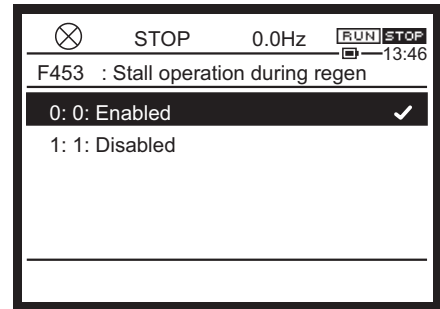 STOP 0.0Hz RUN STOP
13:46
F453 : Stall operation during regen
0: 0: Enabled
1: 1: Disabled